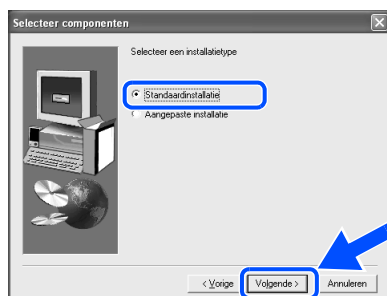 Selecteer componenten
Selecteer een installatietype
Standaardinstallatie
Aangepaste installatie
< Vorige
Volgende >
Annuleren